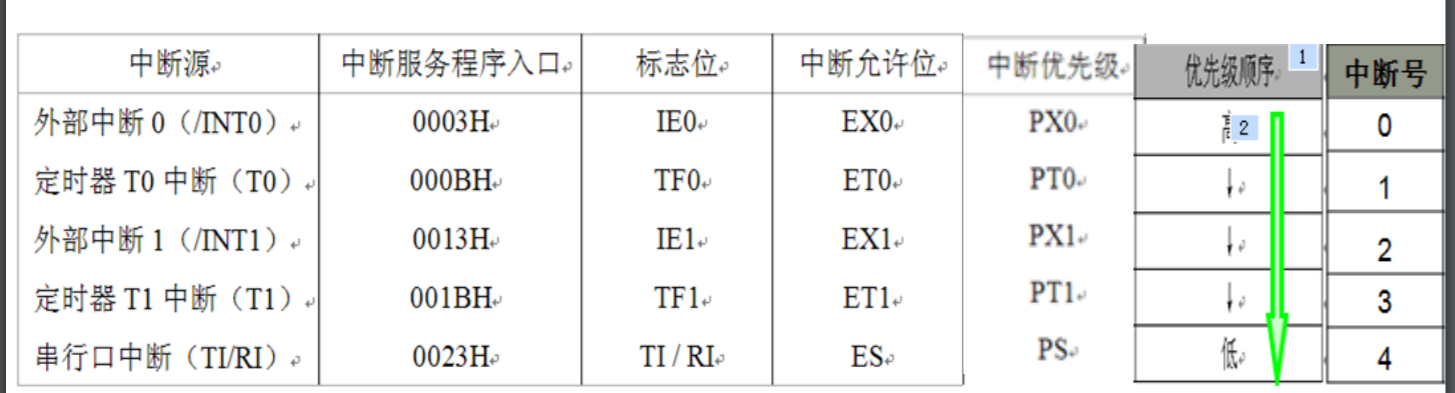 中断源 中断服务程序入口 标志位 中断允许位 中断优先级 优先级顺序 1 中断号
外部中断 0（/INT0） 0003H IE0 EX0 PX0 高 2 0
定时器 T0 中断（T0） 000BH TF0 ET0 PT0 ↓ 1
外部中断 1（/INT1） 0013H IE1 EX1 PX1 ↓ 2
定时器 T1 中断（T1） 001BH TF1 ET1 PT1 ↓ 3
串行口中断（TI/RI） 0023H TI / RI ES PS 低 4